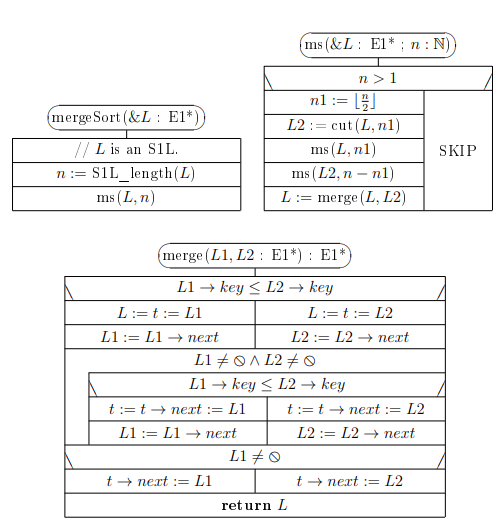 mergeSort(&L : E1*)
// L is an S1L.
n := S1L_length(L)
ms(L, n)
ms(&L : E1* ; n : ℕ)
n > 1
n1 := ⌊n/2⌋
L2 := cut(L, n1)
ms(L, n1)
ms(L2, n − n1)
L := merge(L, L2)
SKIP
merge(L1, L2 : E1*) : E1*
L1 → key ≤ L2 → key
L := t := L1 L := t := L2
L1 := L1 → next L2 := L2 → next
L1 ≠ ⦸ ∧ L2 ≠ ⦸
L1 → key ≤ L2 → key
t := t → next := L1 t := t → next := L2
L1 := L1 → next L2 := L2 → next
L1 ≠ ⦸
t → next := L1 t → next := L2
return L